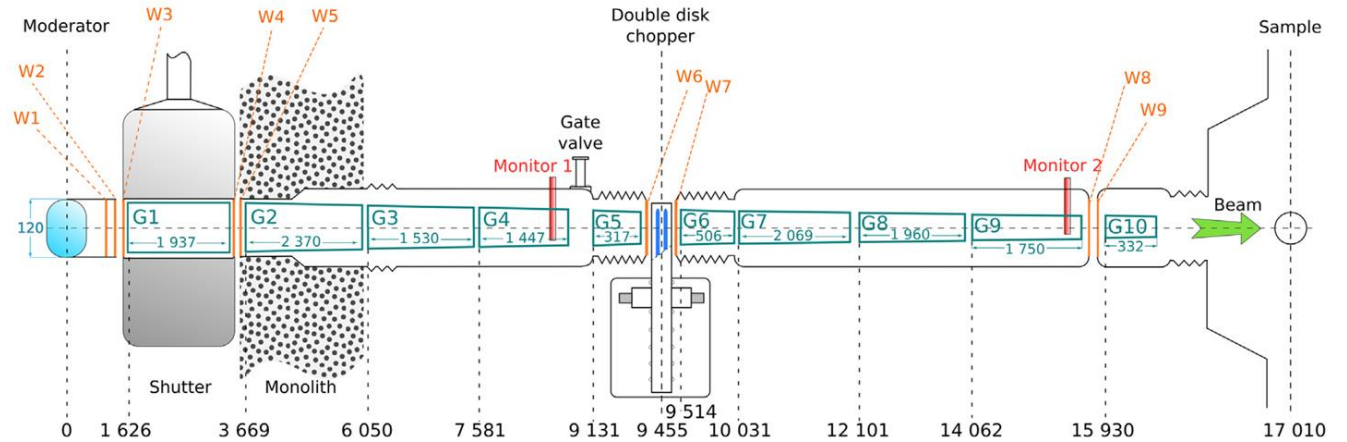 Moderator
W1
W2
W3
W4
W5
Double disk
chopper
Sample
W6
W7
W8
W9
Gate
valve
Monitor 1
Monitor 2
Beam
120
G1
1 937
G2
2 370
G3
1 530
G4
1 447
G5
317
G6
506
G7
2 069
G8
1 960
G9
1 750
G10
332
Shutter
Monolith
0
1 626
3 669
6 050
7 581
9 131
9 455
9 514
10 031
12 101
14 062
15 930
17 010